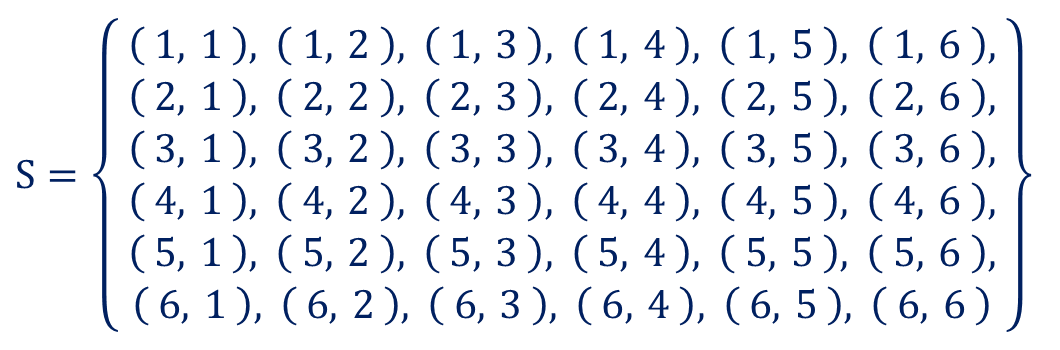 ( 1, 1 ), ( 1, 2 ), ( 1, 3 ), ( 1, 4 ), ( 1, 5 ), ( 1, 6 ),
( 2, 1 ), ( 2, 2 ), ( 2, 3 ), ( 2, 4 ), ( 2, 5 ), ( 2, 6 ),
( 3, 1 ), ( 3, 2 ), ( 3, 3 ), ( 3, 4 ), ( 3, 5 ), ( 3, 6 ),
S = { ( 4, 1 ), ( 4, 2 ), ( 4, 3 ), ( 4, 4 ), ( 4, 5 ), ( 4, 6 ), }
( 5, 1 ), ( 5, 2 ), ( 5, 3 ), ( 5, 4 ), ( 5, 5 ), ( 5, 6 ),
( 6, 1 ), ( 6, 2 ), ( 6, 3 ), ( 6, 4 ), ( 6, 5 ), ( 6, 6 )